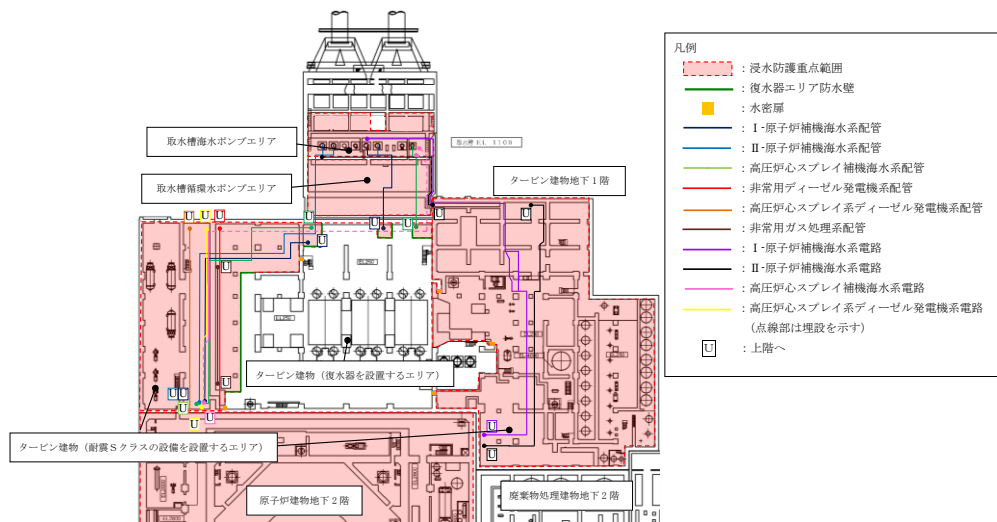 凡例
：浸水防護重点範囲
：復水器エリア防水壁
：水密扉
：Ⅰ-原子炉補機海水系配管
：Ⅱ-原子炉補機海水系配管
：高圧炉心スプレイ補機海水系配管
：非常用ディーゼル発電機系配管
：高圧炉心スプレイ系ディーゼル発電機系配管
：非常用ガス処理系配管
：Ⅰ-原子炉補機海水系電路
：Ⅱ-原子炉補機海水系電路
：高圧炉心スプレイ補機海水系電路
：高圧炉心スプレイ系ディーゼル発電機系電路
（点線部は埋設を示す）
U ：上階へ
取水槽海水ポンプエリア
取水槽循環水ポンプエリア
タービン建物地下１階
U U U U U U U
U
U
タービン建物（復水器を設置するエリア）
U U
U
U U
U
U
タービン建物（耐震Ｓクラスの設備を設置するエリア）
原子炉建物地下２階
廃棄物処理建物地下２階